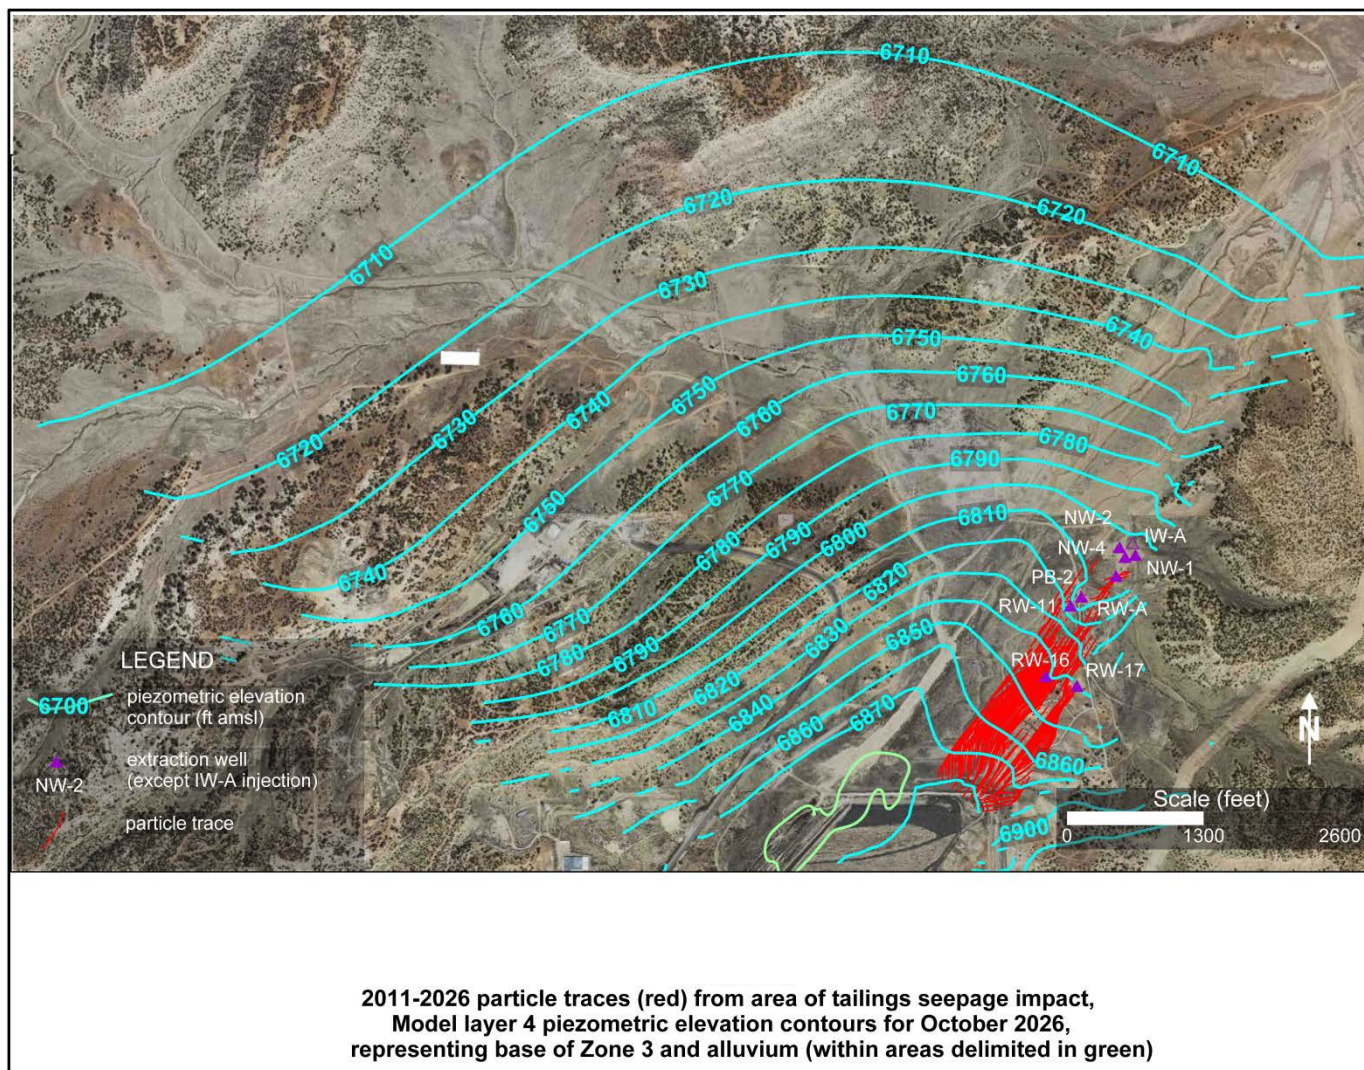 6710
6710
6710
6720
6720
6720
6730
6730
6740
6740
6750
6750
6760
6760
6760
6770
6770
6770
6780
6780
6780
6790
6790
6790
6800
6810
6810
6820
6820
6830
6840
6850
6860
6860
6870
6900
NW-2
IW-A
NW-4
NW-1
PB-2
RW-11
RW-A
RW-16
RW-17
LEGEND
6700
piezometric elevation
contour (ft amsl)
extraction well
(except IW-A injection)
NW-2
particle trace
N
Scale (feet)
0
1300
2600
2011-2026 particle traces (red) from area of tailings seepage impact,
Model layer 4 piezometric elevation contours for October 2026,
representing base of Zone 3 and alluvium (within areas delimited in green)